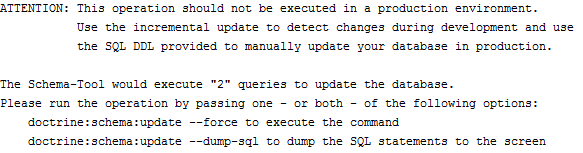 ATTENTION: This operation should not be executed in a production environment.
Use the incremental update to detect changes during development and use
the SQL DDL provided to manually update your database in production.
The Schema-Tool would execute "2" queries to update the database.
Please run the operation by passing one - or both - of the following options:
doctrine:schema:update --force to execute the command
doctrine:schema:update --dump-sql to dump the SQL statements to the screen